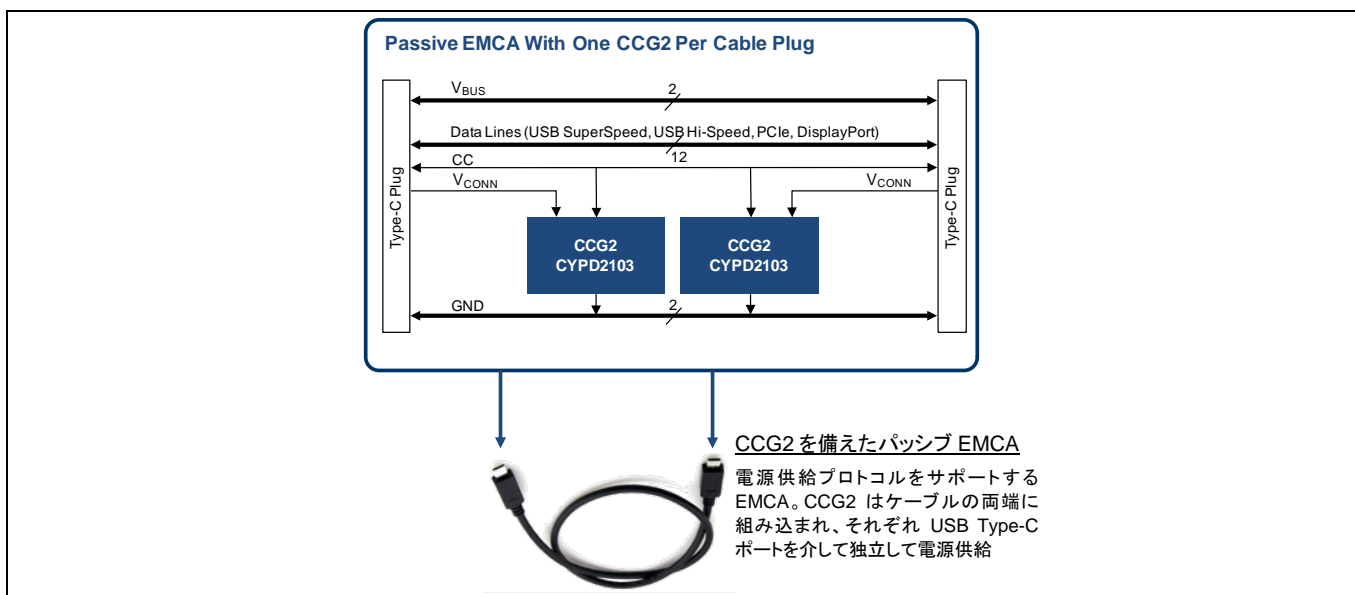 Passive EMCA With One CCG2 Per Cable Plug
VBUS
2
Data Lines (USB SuperSpeed, USB Hi-Speed, PCIe, DisplayPort)
CC
12
VCONN
VCONN
Type-C Plug
Type-C Plug
CCG2
CYPD2103
CCG2
CYPD2103
GND
2
CCG2 を備えたパッシブ EMCA
電源供給プロトコルをサポートする
EMCA。CCG2 はケーブルの両端に
組み込まれ、それぞれ USB Type-C
ポートを介して独立して電源供給